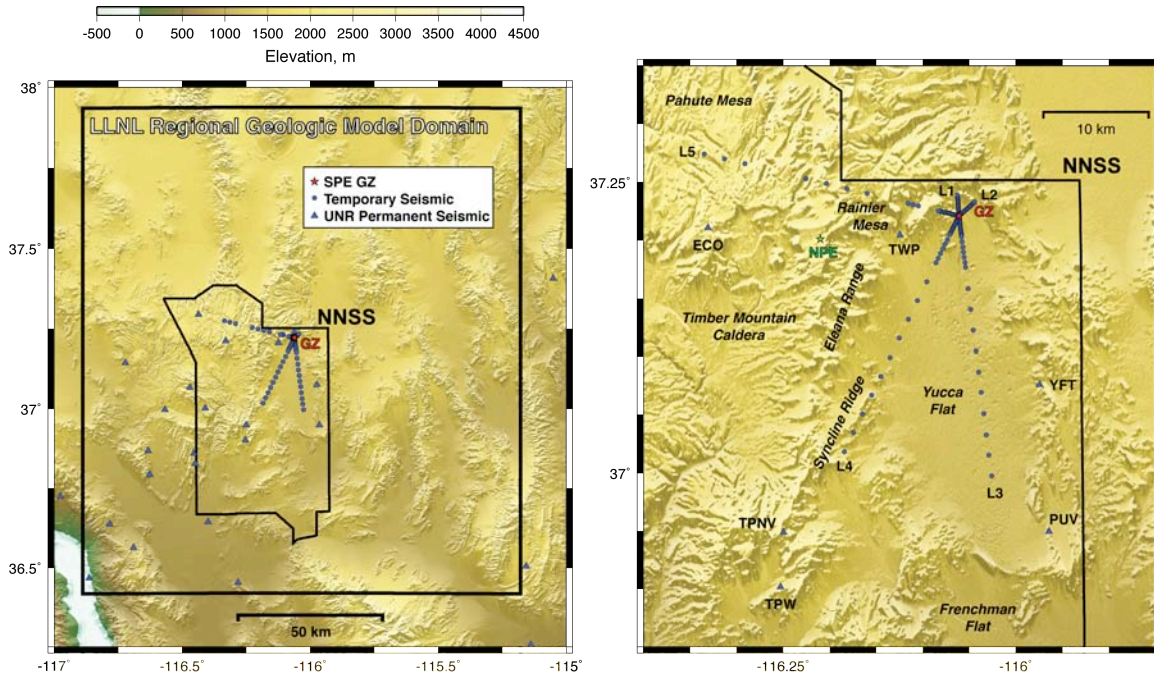 -500 0 500 1000 1500 2000 2500 3000 3500 4000 4500
Elevation, m
38°
37.5°
37°
36.5°
-117° -116.5° -116° -115.5° -115°
LLNL Regional Geologic Model Domain
SPE GZ
Temporary Seismic
UNR Permanent Seismic
NNSS
GZ
50 km
37.25°
37°
-116.25° -116°
Pahute Mesa
10 km
NNSS
L5
L1
L2
GZ
Rainier
Mesa
ECO
NPE
TWP
Eleana Range
Timber Mountain
Caldera
YFT
Yucca
Flat
Syncline Ridge
L4
L3
TPNV
PUV
TPW
Frenchman
Flat